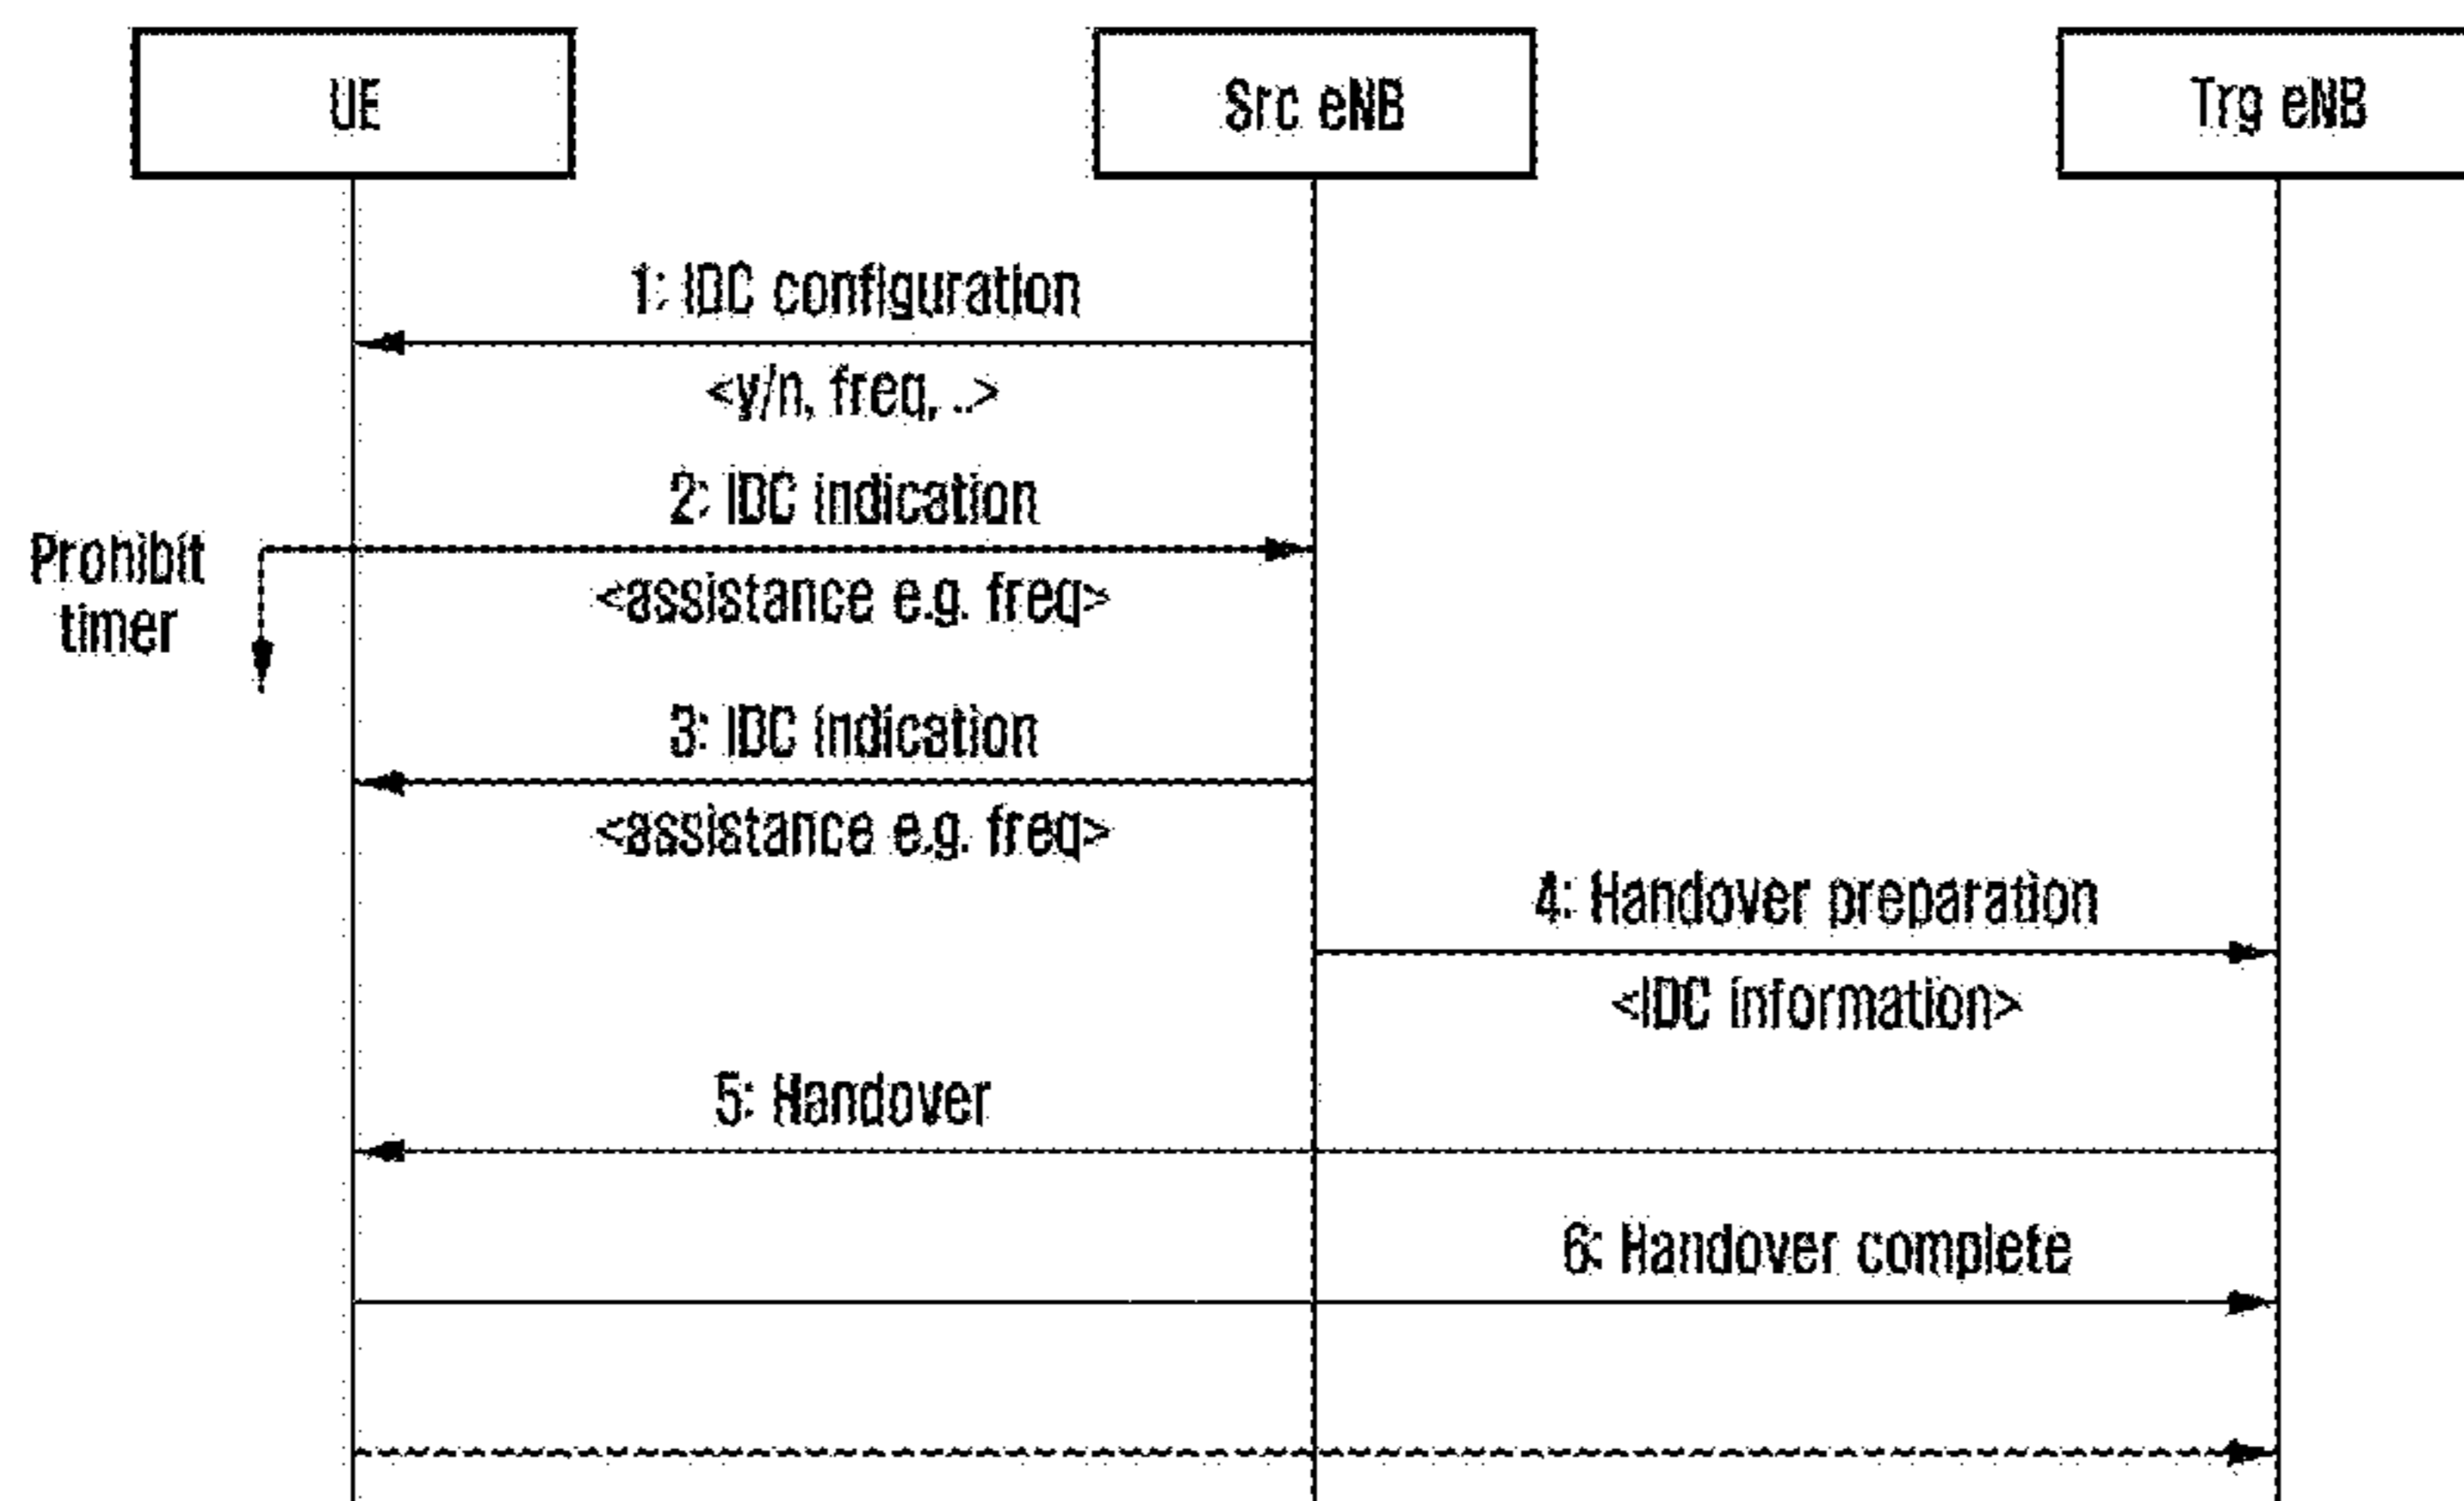 UE
Src eNB
Trg eNB
1: IDC configuration
<y/n, freq, ..>
2: IDC indication
Prohibit
timer
<assistance e.g. freq>
3: IDC indication
<assistance e.g. freq>
4: Handover preparation
<IDC information>
5: Handover
6: Handover complete